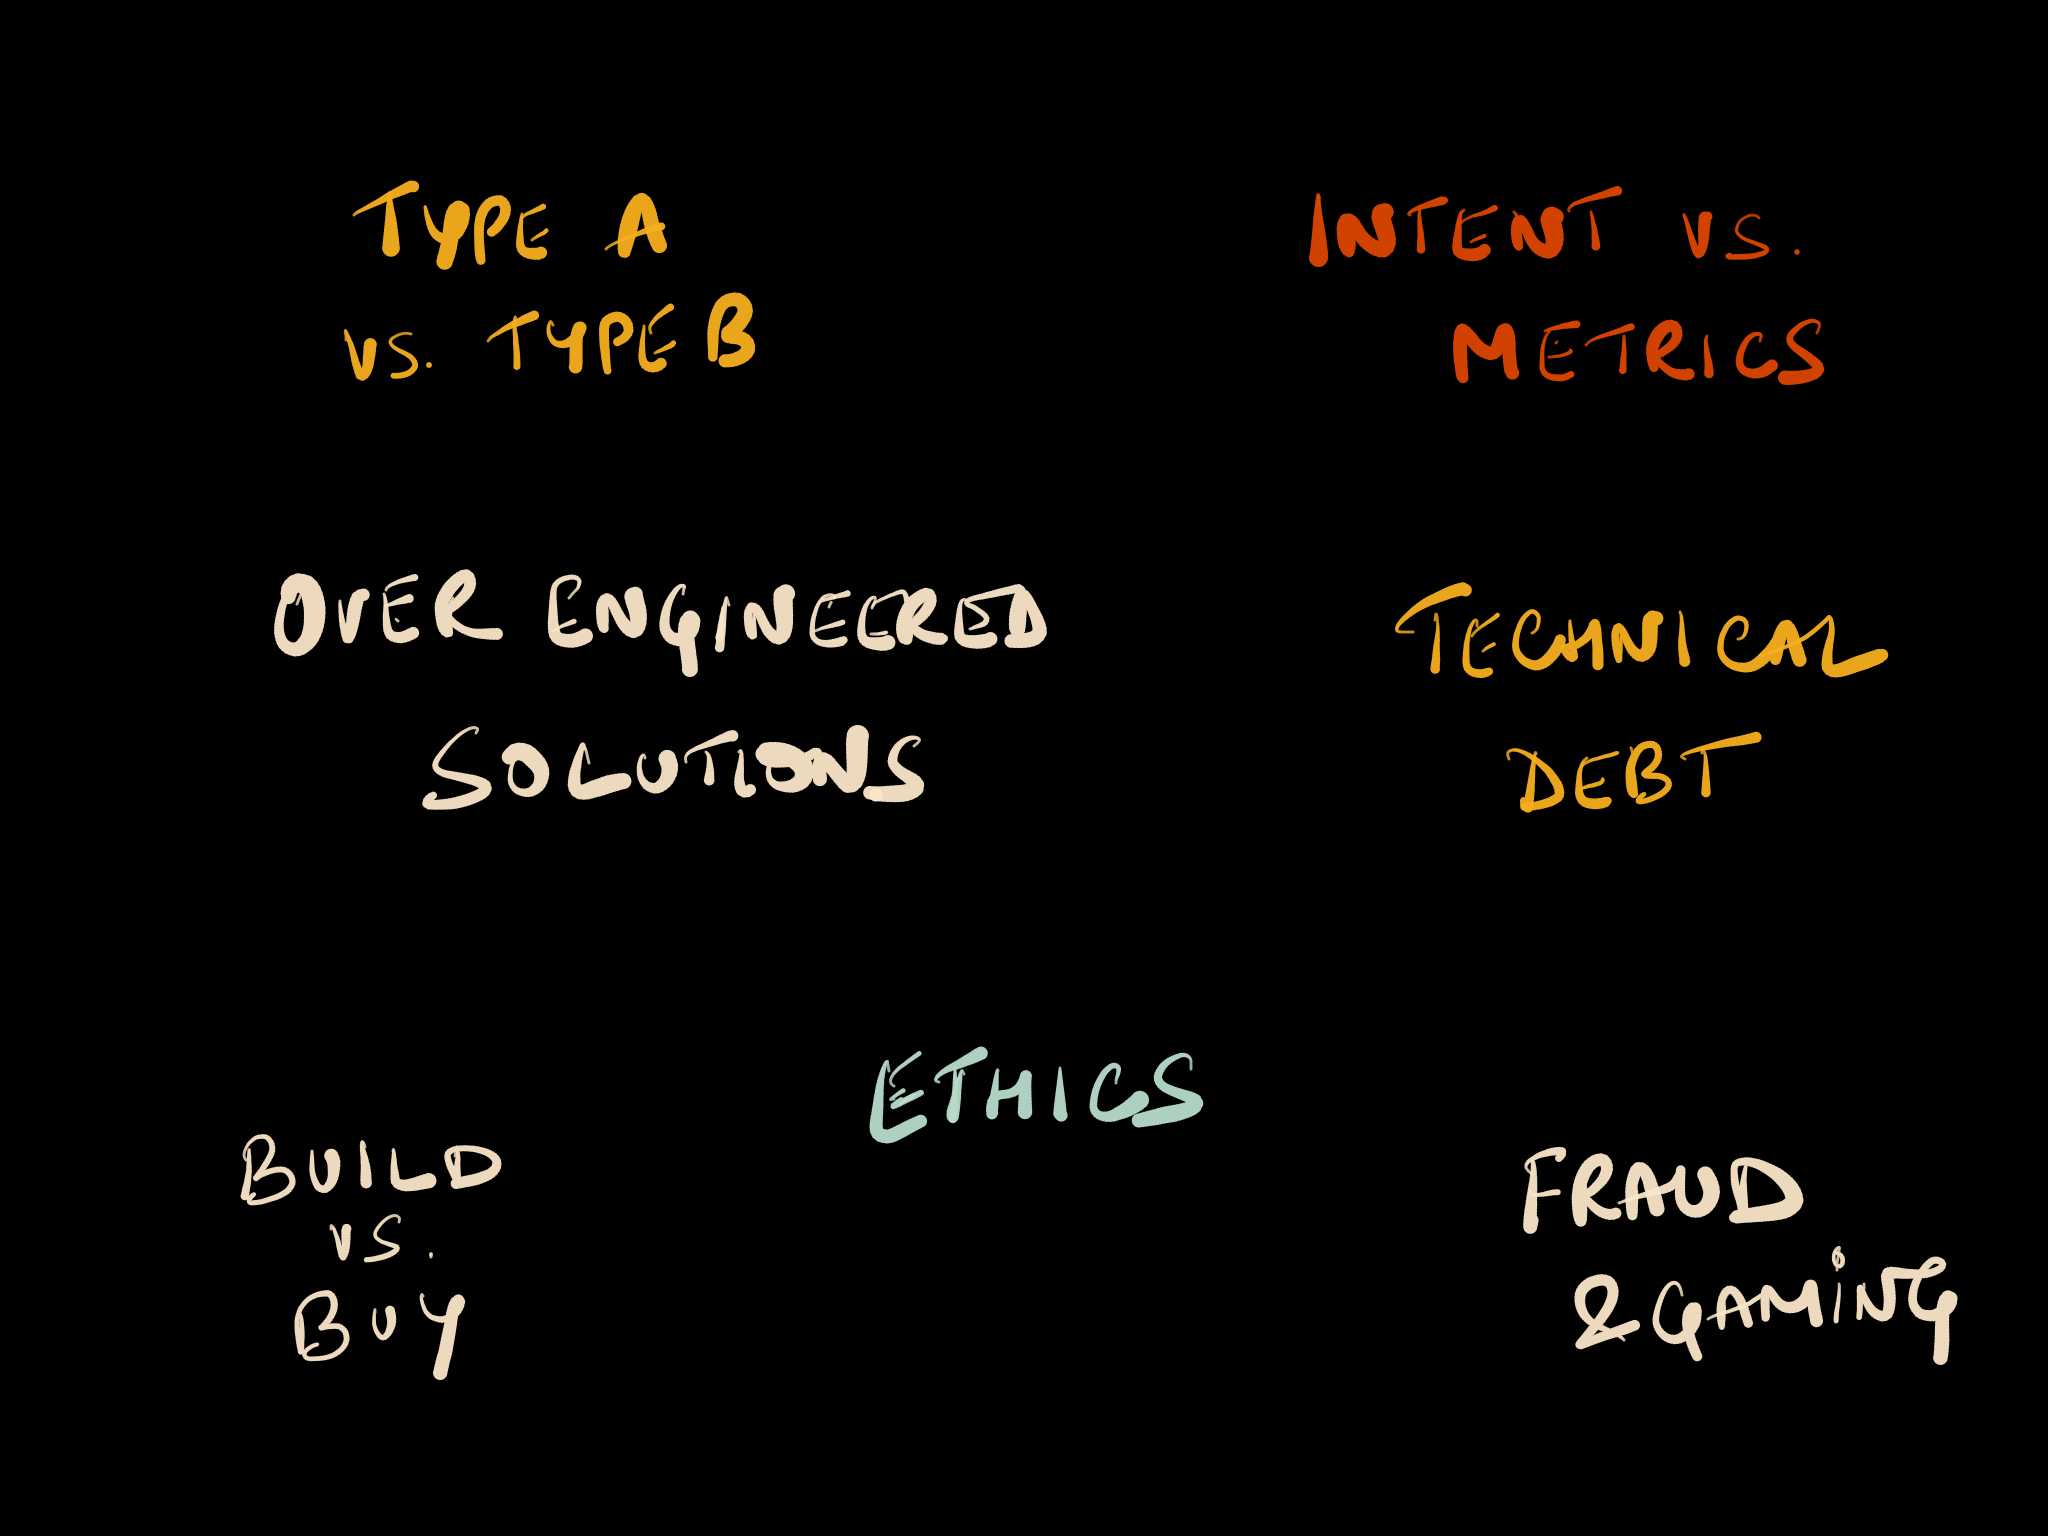 TYPE A
VS. TYPE B
INTENT VS.
METRICS
OVER ENGINEERED
SOLUTIONS
TECHNICAL
DEBT
ETHICS
BUILD
VS.
BUY
FRAUD
& GAMING